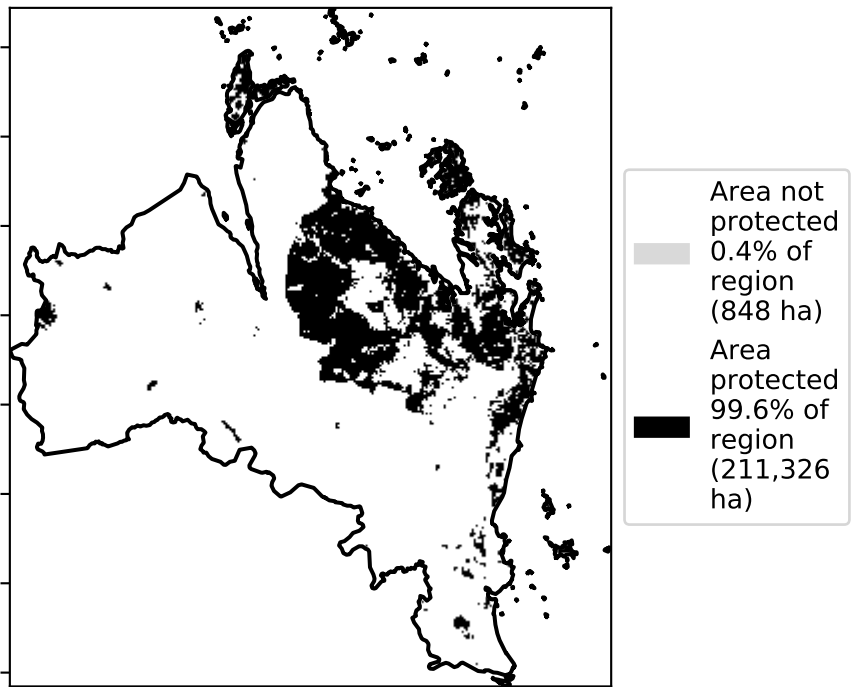 Area not
protected
0.4% of
region
(848 ha)
Area
protected
99.6% of
region
(211,326
ha)